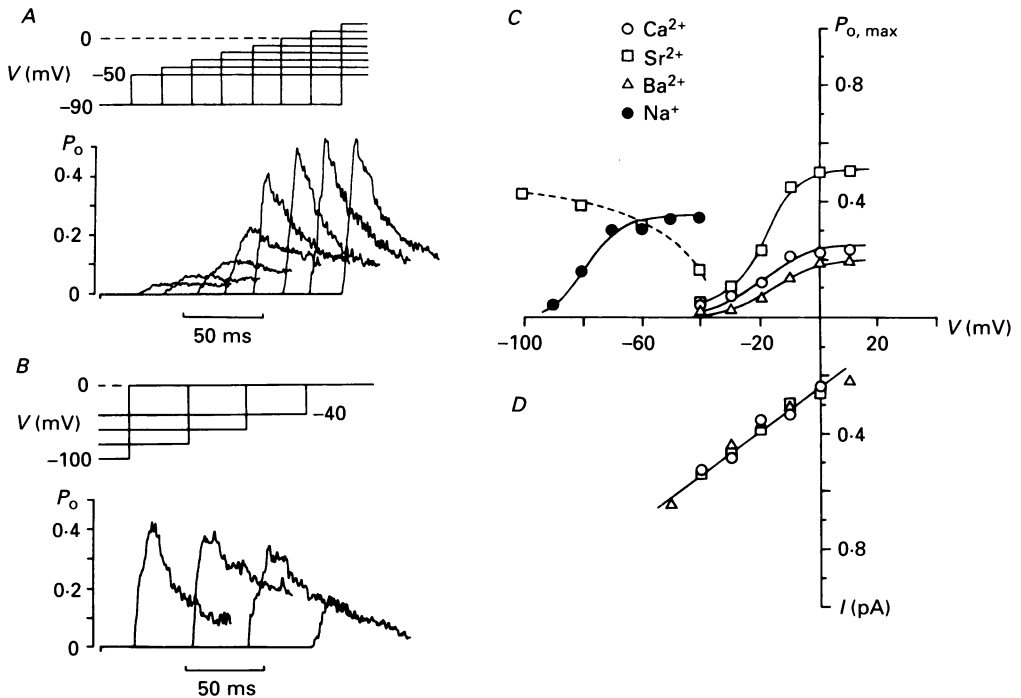 A
0
V (mV)
−50
−90
Pₒ
0·4
0·2
0
50 ms
B
0
V (mV)
−40
−100
Pₒ
0·4
0·2
0
50 ms
C
Ca²⁺
Sr²⁺
Ba²⁺
Na⁺
Pₒ, max
0.8
0.4
−100
−60
−20
20
V (mV)
D
0.4
0.8
I (pA)